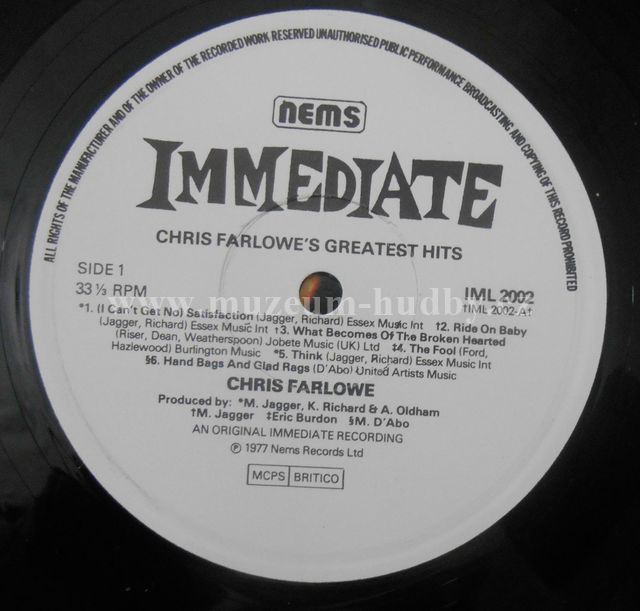 ALL RIGHTS OF THE MANUFACTURER AND OF THE OWNER OF THE RECORDED WORK RESERVED UNAUTHORISED PUBLIC PERFORMANCE BROADCASTING AND COPYING OF THIS RECORD PROHIBITED
nems
IMMEDIATE
CHRIS FARLOWE'S GREATEST HITS
SIDE 1
33 ⅓ RPM
IML 2002
†IML 2002-A†
www.muzeum-hudby.cz
*1. (I Can't Get No) Satisfaction (Jagger, Richard) Essex Music Int †2. Ride On Baby
(Jagger, Richard) Essex Music Int †3. What Becomes Of The Broken Hearted
(Riser, Dean, Weatherspoon) Jobete Music (UK) Ltd ‡4. The Fool (Ford,
Hazlewood) Burlington Music *5. Think (Jagger, Richard) Essex Music Int
§6. Hand Bags And Glad Rags (D'Abo) United Artists Music
CHRIS FARLOWE
Produced by: *M. Jagger, K. Richard & A. Oldham
†M. Jagger ‡Eric Burdon §M. D'Abo
AN ORIGINAL IMMEDIATE RECORDING
℗ 1977 Nems Records Ltd
MCPS BRITICO